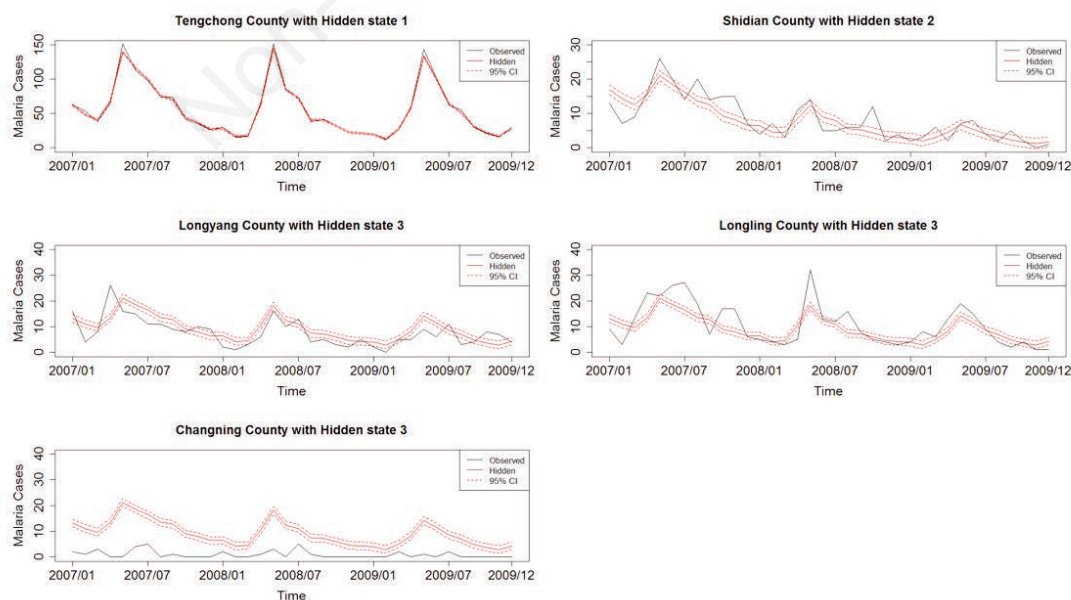 Non-
Tengchong County with Hidden state 1
Malaria Cases
150
100
50
0
Observed
Hidden
95% CI
2007/01 2007/07 2008/01 2008/07 2009/01 2009/07 2009/12
Time
Shidian County with Hidden state 2
Malaria Cases
30
20
10
0
Observed
Hidden
95% CI
2007/01 2007/07 2008/01 2008/07 2009/01 2009/07 2009/12
Time
Longyang County with Hidden state 3
Malaria Cases
40
30
20
10
0
Observed
Hidden
95% CI
2007/01 2007/07 2008/01 2008/07 2009/01 2009/07 2009/12
Time
Longling County with Hidden state 3
Malaria Cases
40
30
20
10
0
Observed
Hidden
95% CI
2007/01 2007/07 2008/01 2008/07 2009/01 2009/07 2009/12
Time
Changning County with Hidden state 3
Malaria Cases
40
30
20
10
0
Observed
Hidden
95% CI
2007/01 2007/07 2008/01 2008/07 2009/01 2009/07 2009/12
Time